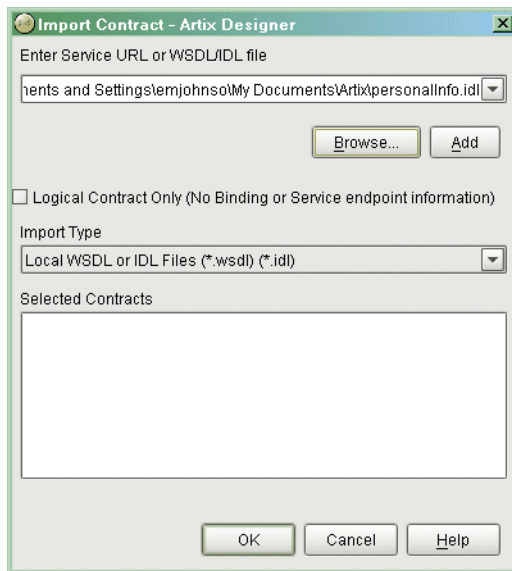 Import Contract - Artix Designer
Enter Service URL or WSDL/IDL file
ents and Settings\emjohnso\My Documents\Artix\personalInfo.idl
Browse...
Add
Logical Contract Only (No Binding or Service endpoint information)
Import Type
Local WSDL or IDL Files (*.wsdl) (*.idl)
Selected Contracts
OK
Cancel
Help